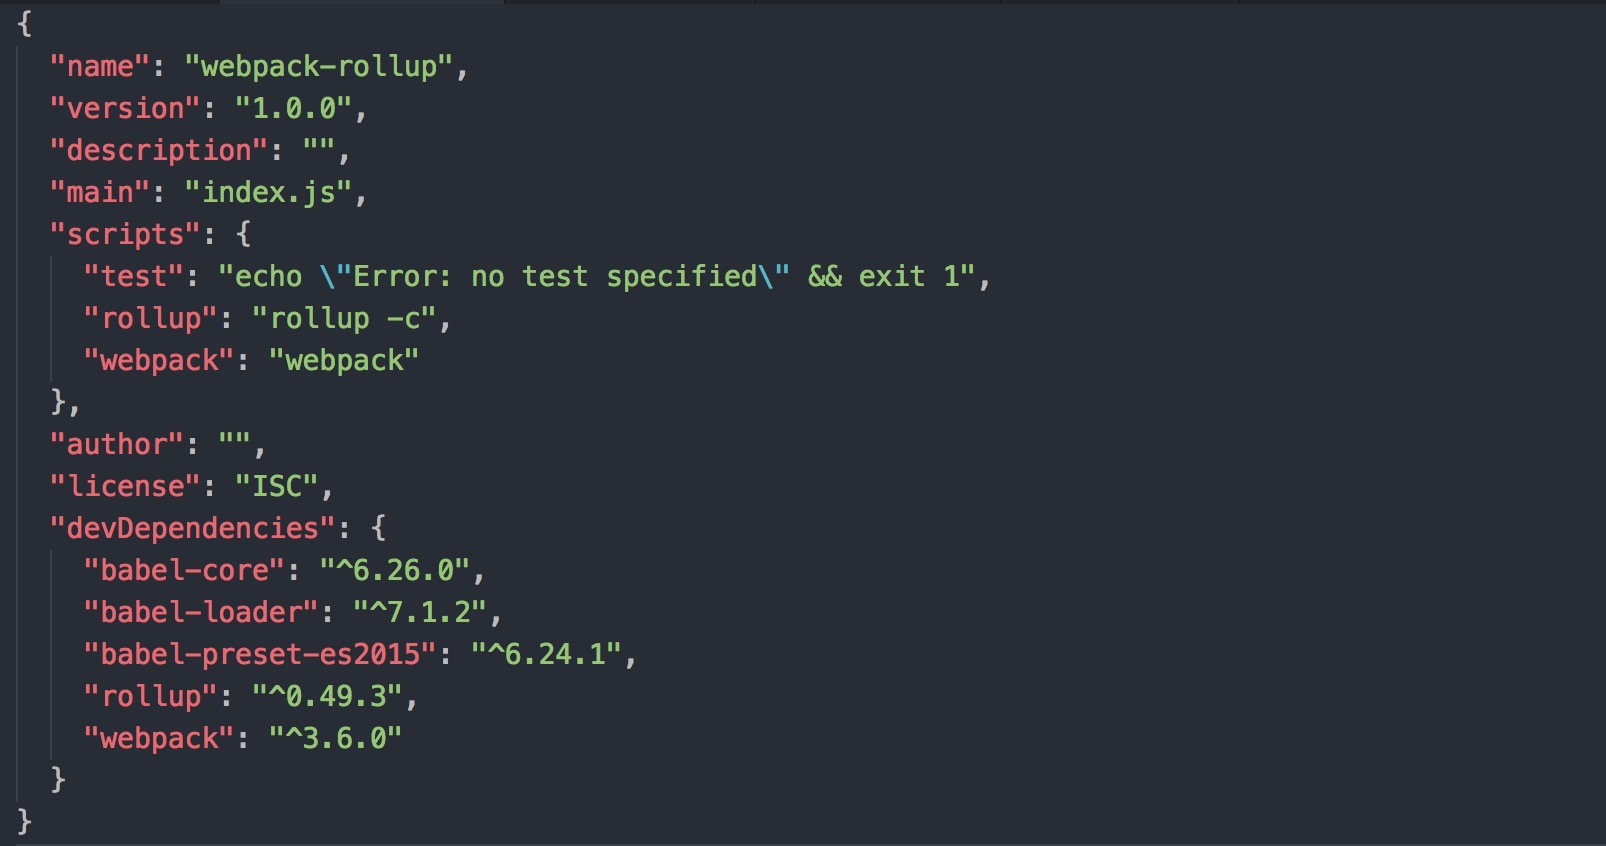 {
  "name": "webpack-rollup",
  "version": "1.0.0",
  "description": "",
  "main": "index.js",
  "scripts": {
    "test": "echo \"Error: no test specified\" && exit 1",
    "rollup": "rollup -c",
    "webpack": "webpack"
  },
  "author": "",
  "license": "ISC",
  "devDependencies": {
    "babel-core": "^6.26.0",
    "babel-loader": "^7.1.2",
    "babel-preset-es2015": "^6.24.1",
    "rollup": "^0.49.3",
    "webpack": "^3.6.0"
  }
}